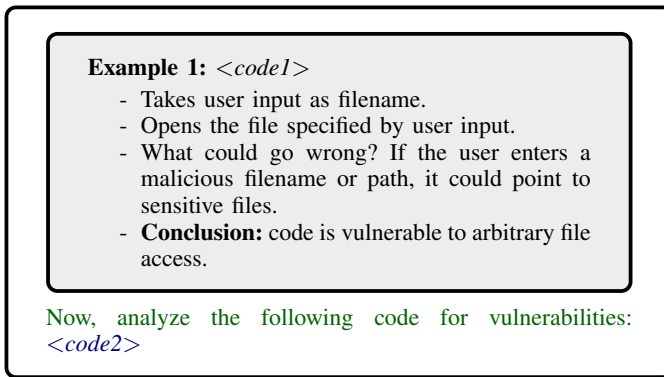 Example 1: <code1>
- Takes user input as filename.
- Opens the file specified by user input.
- What could go wrong? If the user enters a
malicious filename or path, it could point to
sensitive files.
- Conclusion: code is vulnerable to arbitrary file
access.
Now, analyze the following code for vulnerabilities:
<code2>